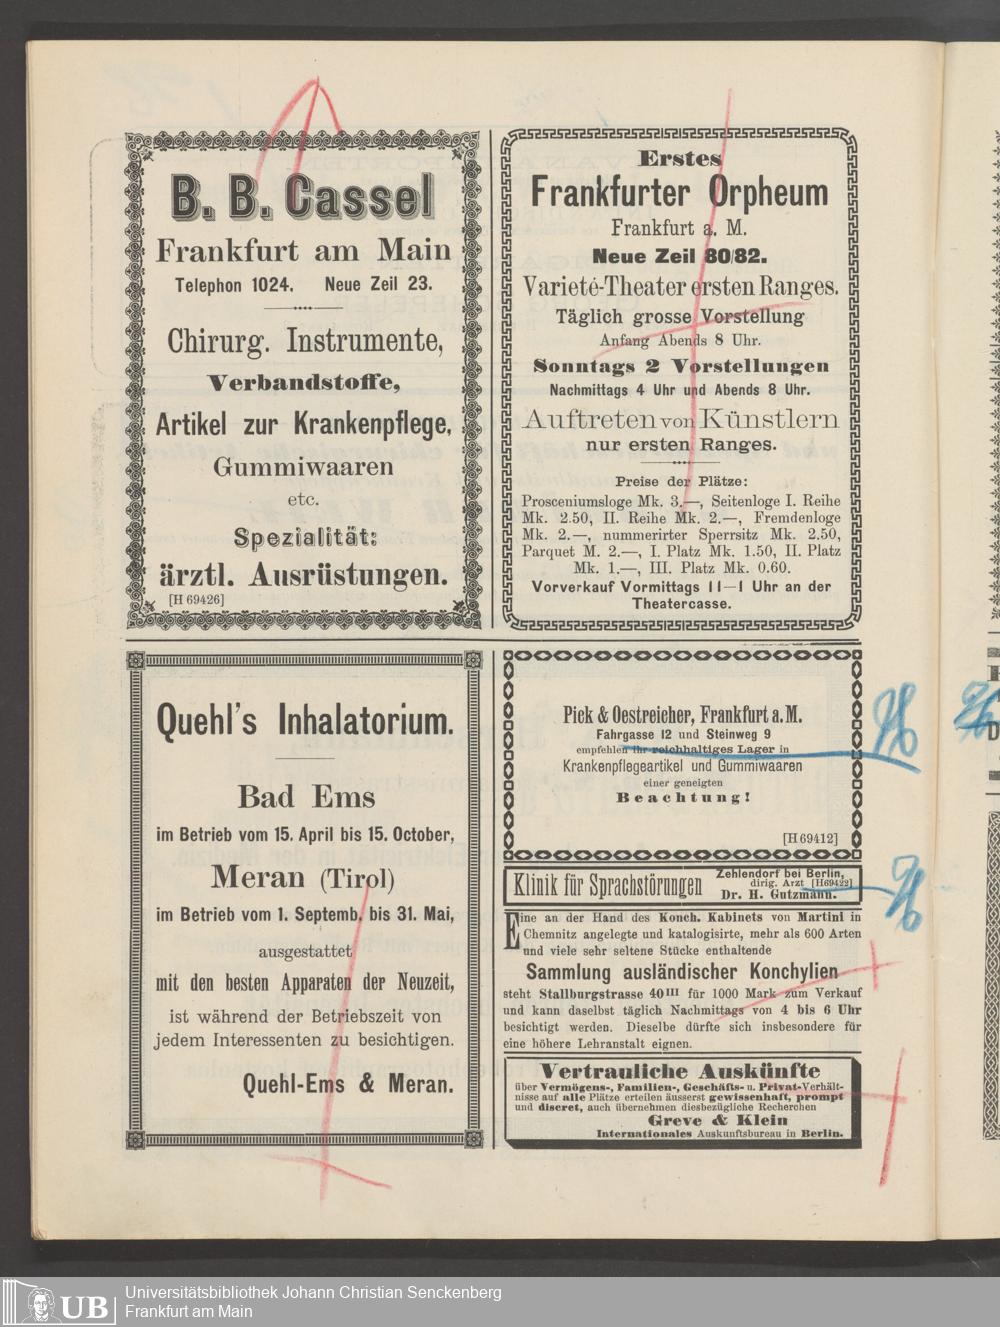 B. B. Cassel
Frankfurt am Main
Telephon 1024. Neue Zeil 23.
Chirurg. Instrumente,
Verbandstoffe,
Artikel zur Krankenpflege,
Gummiwaaren
etc.
Spezialität:
ärztl. Ausrüstungen.
[H 69426]
Erstes
Frankfurter Orpheum
Frankfurt a. M.
Neue Zeil 80/82.
Varieté-Theater ersten Ranges.
Täglich grosse Vorstellung
Anfang Abends 8 Uhr.
Sonntags 2 Vorstellungen
Nachmittags 4 Uhr und Abends 8 Uhr.
Auftreten von Künstlern
nur ersten Ranges.
Preise der Plätze:
Prosceniumsloge Mk. 3.—, Seitenloge I. Reihe
Mk. 2.50, II. Reihe Mk. 2.—, Fremdenloge
Mk. 2.—, nummerirter Sperrsitz Mk. 2.50,
Parquet M. 2.—, I. Platz Mk. 1.50, II. Platz
Mk. 1.—, III. Platz Mk. 0.60.
Vorverkauf Vormittags 11—1 Uhr an der
Theatercasse.
Quehl's Inhalatorium.
Bad Ems
im Betrieb vom 15. April bis 15. October,
Meran (Tirol)
im Betrieb vom 1. Septemb. bis 31. Mai,
ausgestattet
mit den besten Apparaten der Neuzeit,
ist während der Betriebszeit von
jedem Interessenten zu besichtigen.
Quehl-Ems & Meran.
Pick & Oestreicher, Frankfurt a. M.
Fahrgasse 12 und Steinweg 9
empfehlen ihr reichhaltiges Lager in
Krankenpflegeartikel und Gummiwaaren
einer geneigten
Beachtung!
[H 69412]
Klinik für Sprachstörungen Zehlendorf bei Berlin,
dirig. Arzt [H69422]
Dr. H. Gutzmann.
Eine an der Hand des Konch. Kabinets von Martini in
Chemnitz angelegte und katalogisirte, mehr als 600 Arten
und viele sehr seltene Stücke enthaltende
Sammlung ausländischer Konchylien
steht Stallburgstrasse 40 III für 1000 Mark zum Verkauf
und kann daselbst täglich Nachmittags von 4 bis 6 Uhr
besichtigt werden. Dieselbe dürfte sich insbesondere für
eine höhere Lehranstalt eignen.
Vertrauliche Auskünfte
über Vermögens-, Familien-, Geschäfts- u. Privat-Verhält-
nisse auf alle Plätze erteilen äusserst gewissenhaft, prompt
und discret, auch übernehmen diesbezügliche Recherchen
Greve & Klein
Internationales Auskunftsbureau in Berlin.
UB
Universitätsbibliothek Johann Christian Senckenberg
Frankfurt am Main